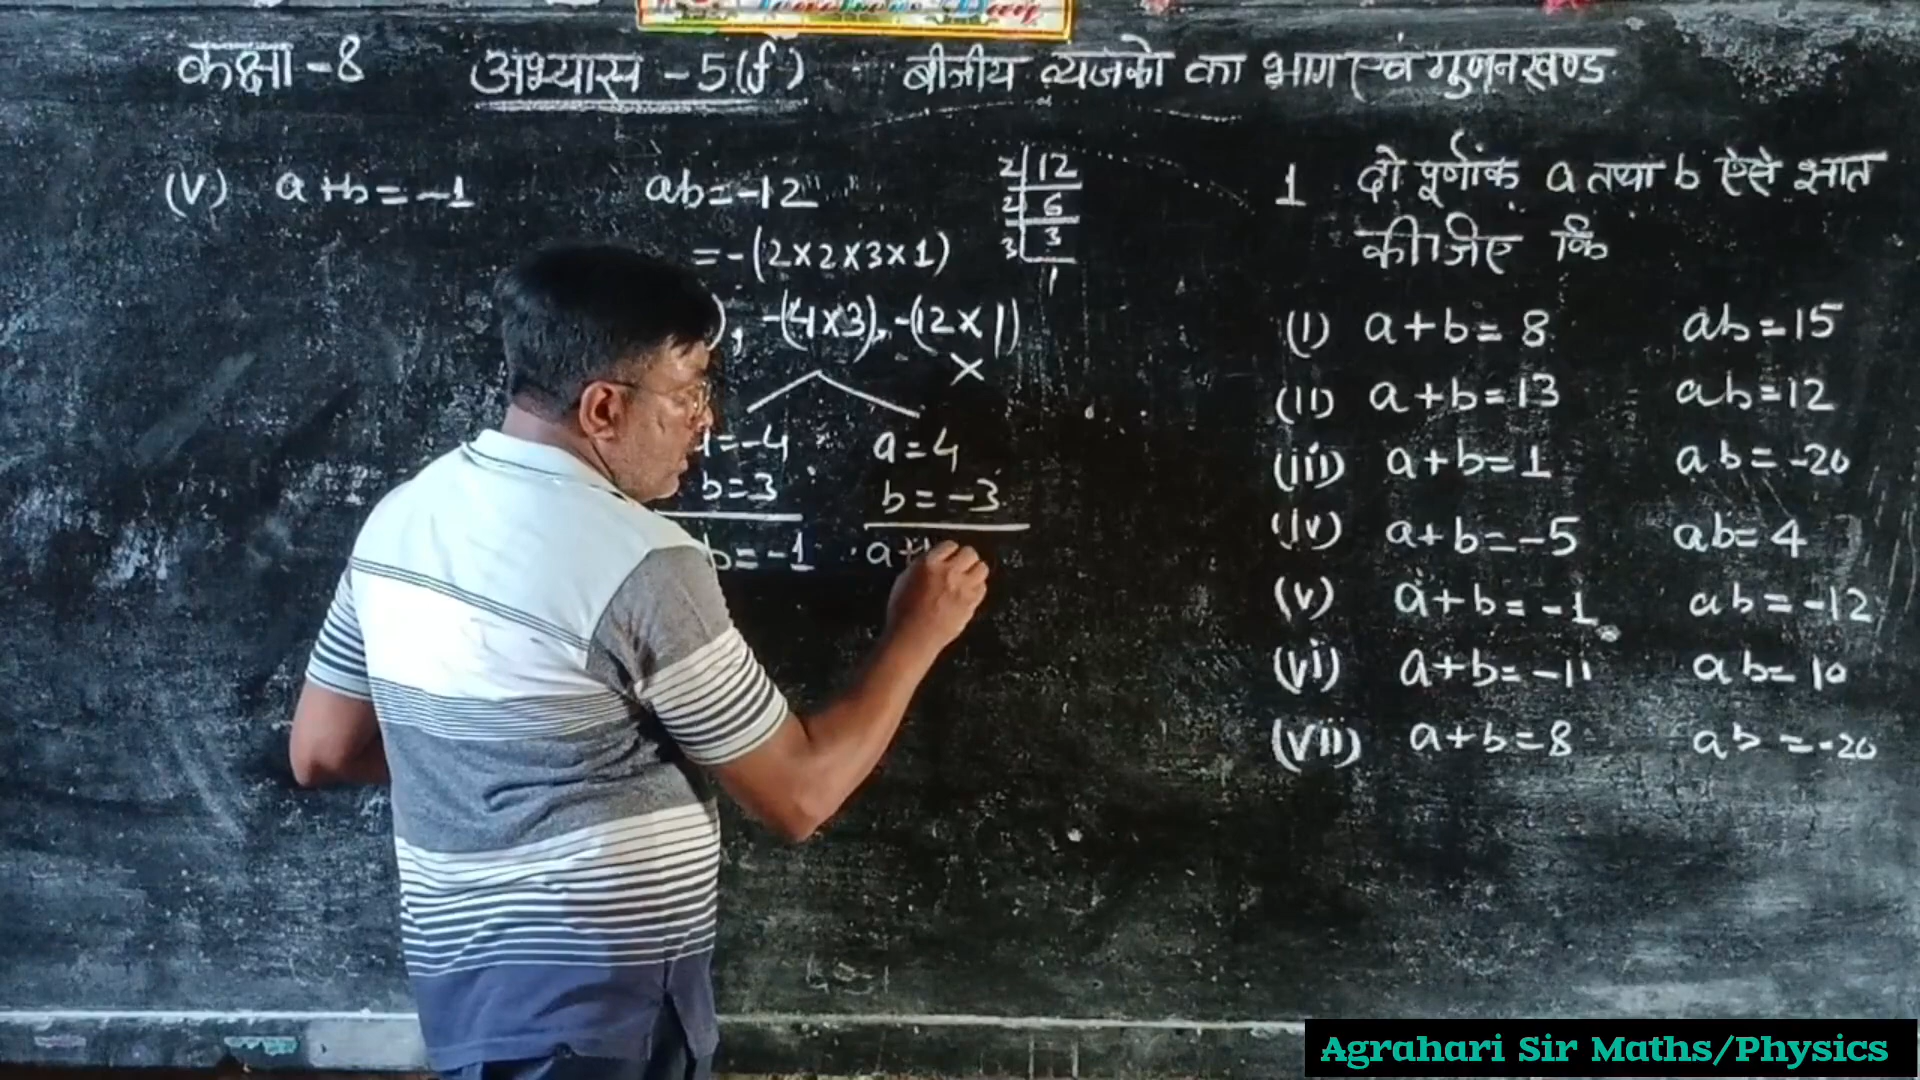 कक्षा -8 अभ्यास -5(f) बीजीय व्यंजको का भाग एवं गुणनखण्ड
(V) a+b=-1 ab=-12
=-(2×2×3×1)
), -(4×3), -(12×1)
×
a=-4 a=4
b=3 b=-3
b=-1 a+
2 12
2 6
3 3
1
1 दो पूर्णांक a तथा b ऐसे ज्ञात
कीजिए कि
(i) a+b=8 ab=15
(ii) a+b=13 ab=12
(iii) a+b=1 ab=-20
(iv) a+b=-5 ab=4
(v) a+b=-1 ab=-12
(vi) a+b=-11 ab=10
(vii) a+b=8 ab=-20
Agrahari Sir Maths/Physics